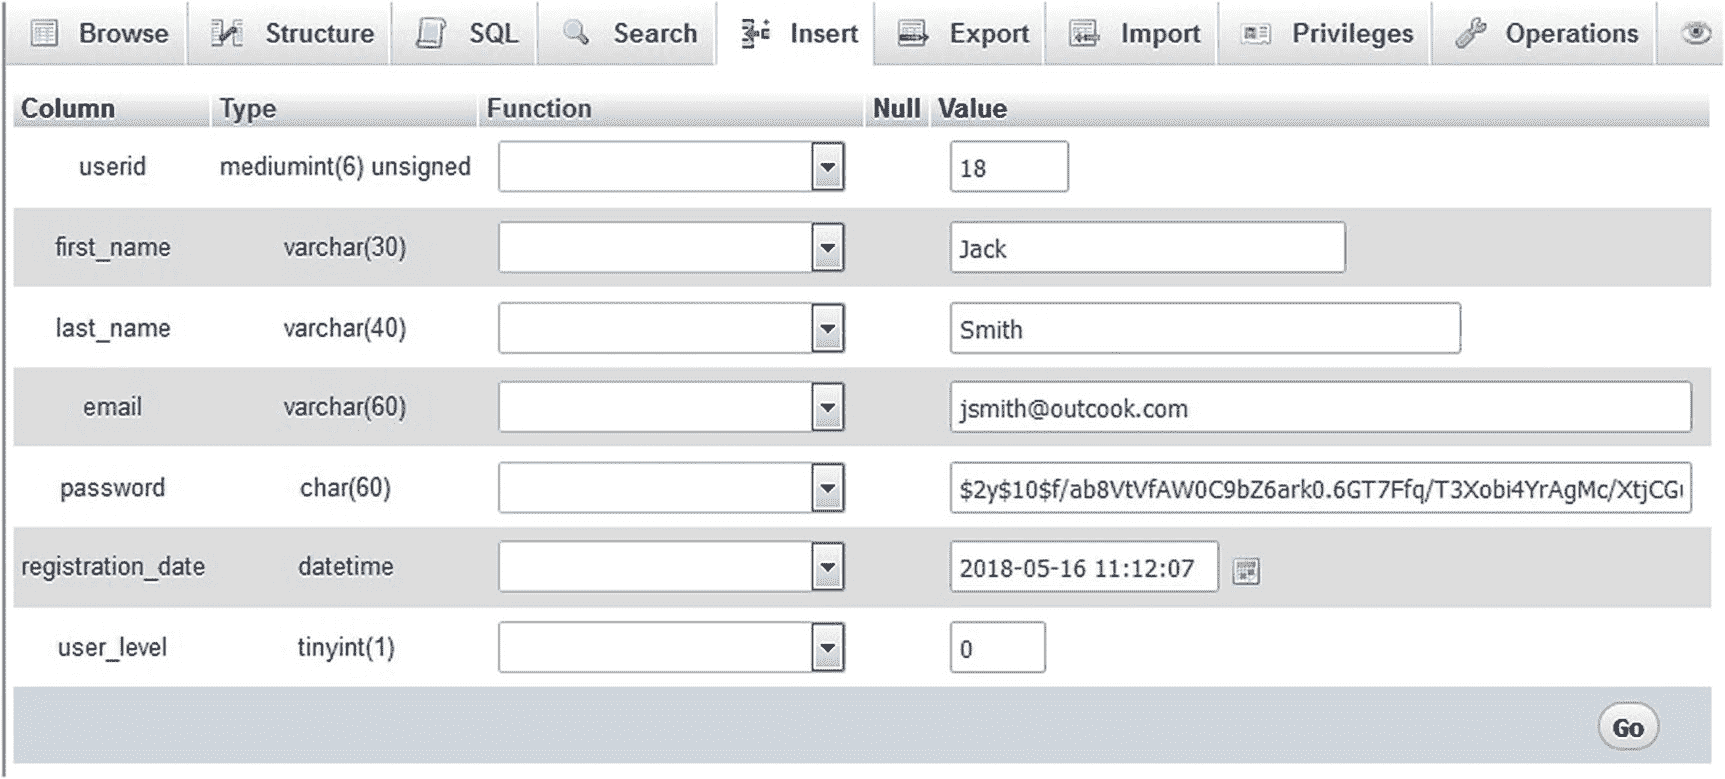 Browse Structure SQL Search Insert Export Import Privileges Operations
Column Type Function Null Value
userid mediumint(6) unsigned 18
first_name varchar(30) Jack
last_name varchar(40) Smith
email varchar(60) jsmith@outcook.com
password char(60) $2y$10$f/ab8VtVfAW0C9bZ6ark0.6GT7Ffq/T3Xobi4YrAgMc/XtjCG
registration_date datetime 2018-05-16 11:12:07
user_level tinyint(1) 0
Go